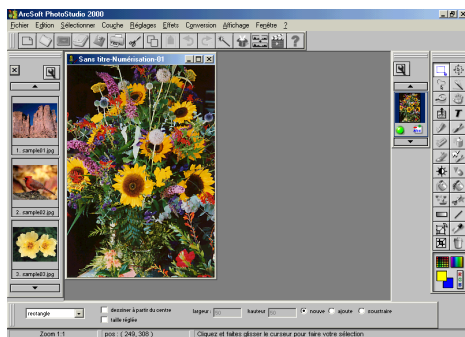 ArcSoft PhotoStudio 2000
Fichier Edition Sélectionner Couche Réglages Effets Conversion Affichage Fenêtre ?
Sans titre-Numérisation-01
1. sample01.jpg
2. sample02.jpg
3. sample03.jpg
rectangle
dessiner à partir du centre
taille réglée
largeur :
hauteur
nouve
ajoute
soustraire
Zoom 1:1
pos : ( 249, 308 )
Cliquez et faites glisser le curseur pour faire votre sélection.